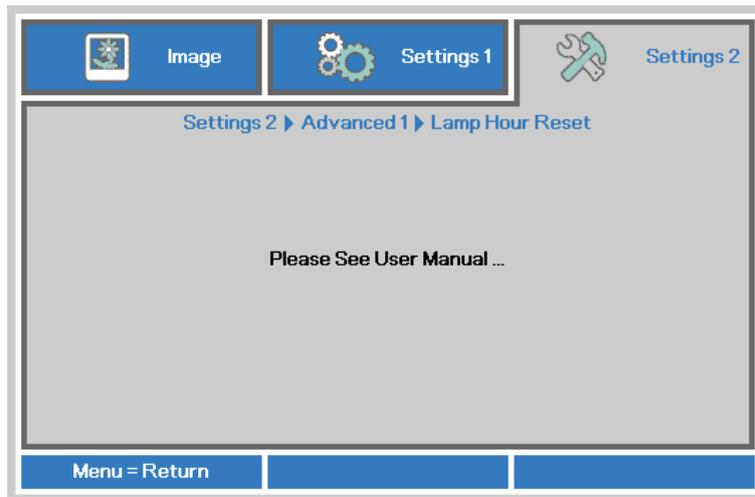 Image
Settings 1
Settings 2
Settings 2 ▶ Advanced 1 ▶ Lamp Hour Reset
Please See User Manual ...
Menu = Return